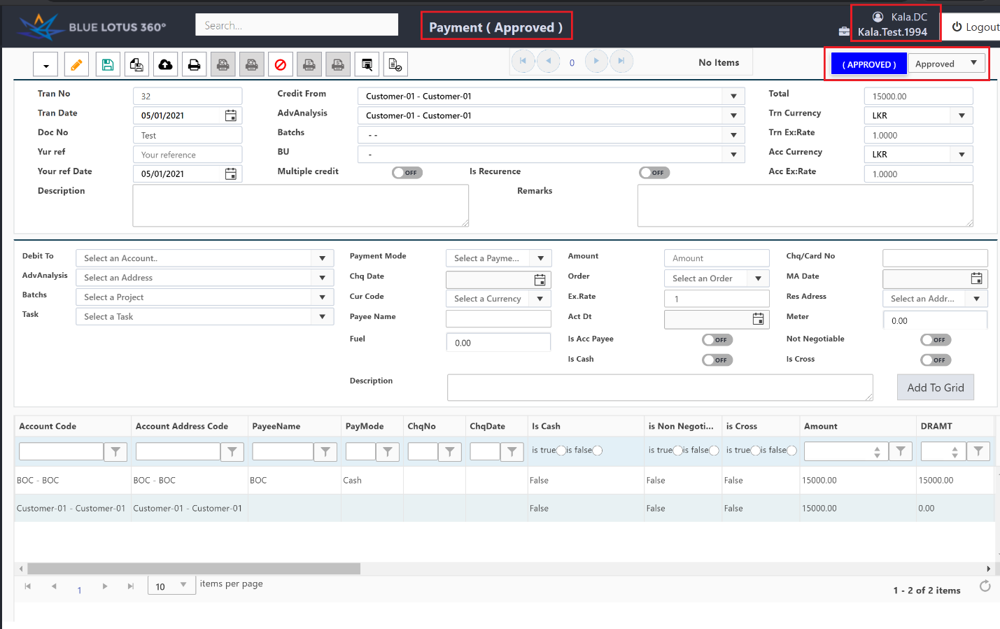 BLUE LOTUS 360°
Search...
Payment ( Approved )
Kala.DC
Kala.Test.1994
Logout
0
No Items
( APPROVED )
Approved
Tran No
32
Credit From
Customer-01 - Customer-01
Total
15000.00
Tran Date
05/01/2021
AdvAnalysis
Customer-01 - Customer-01
Trn Currency
LKR
Doc No
Test
Batchs
- -
Trn Ex:Rate
1.0000
Yur ref
Your reference
BU
-
Acc Currency
LKR
Your ref Date
05/01/2021
Multiple credit
OFF
Is Recurence
OFF
Acc Ex:Rate
1.0000
Description
Remarks
Debit To
Select an Account..
Payment Mode
Select a Payme...
Amount
Amount
Chq/Card No
AdvAnalysis
Select an Address
Chq Date
Order
Select an Order
MA Date
Batchs
Select a Project
Cur Code
Select a Currency
Ex.Rate
1
Res Adress
Select an Addr...
Task
Select a Task
Payee Name
Act Dt
Meter
0.00
Fuel
0.00
Is Acc Payee
OFF
Not Negotiable
OFF
Is Cash
OFF
Is Cross
OFF
Description
Add To Grid
Account Code
Account Address Code
PayeeName
PayMode
ChqNo
ChqDate
Is Cash
is Non Negoti...
is Cross
Amount
DRAMT
is true is false
is true is false
is true is false
BOC - BOC
BOC - BOC
BOC
Cash
False
False
False
15000.00
15000.00
Customer-01 - Customer-01
Customer-01 - Customer-01
False
False
False
15000.00
0.00
1
10
items per page
1 - 2 of 2 items